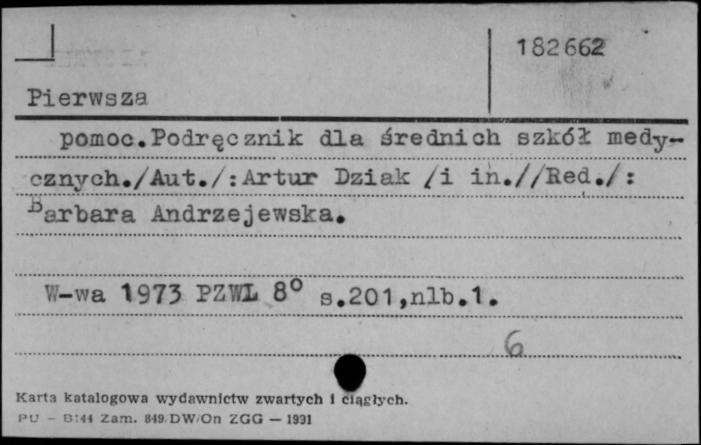 182662
Pierwsza
pomoc.Podręcznik dla średnich szkół medy-
cznych./Aut./:Artur Dziak /i in.//Red./:
Barbara Andrzejewska.
W-wa 1973 PZWL 8° s.201,nlb.1.
6
Karta katalogowa wydawnictw zwartych i ciągłych.
PU – B:44 Zam. 849/DW/On ZGG — 1931